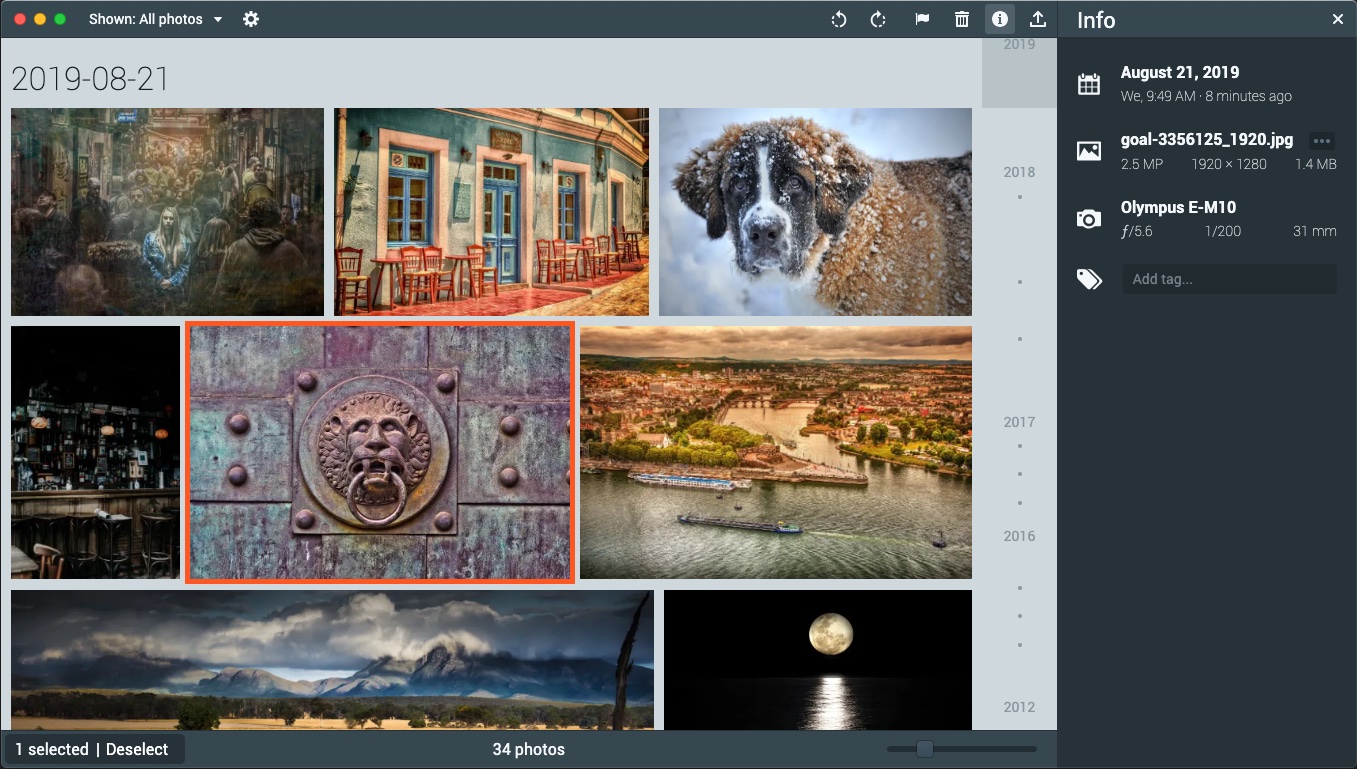 Shown: All photos
2019-08-21
2019
2018
2017
2016
2012
1 selected | Deselect
34 photos
Info
August 21, 2019
We, 9:49 AM · 8 minutes ago
goal-3356125_1920.jpg
2.5 MP 1920 × 1280 1.4 MB
Olympus E-M10
ƒ/5.6 1/200 31 mm
Add tag...